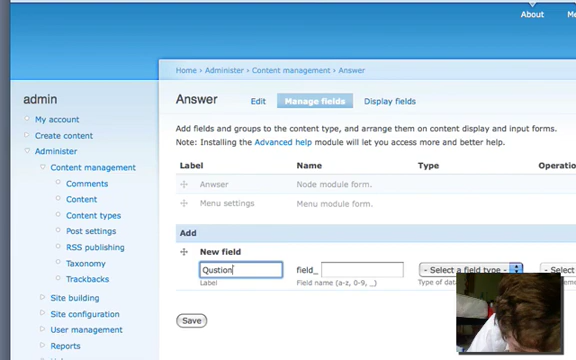 About Me
Home › Administer › Content management › Answer
admin
My account
Create content
Administer
Content management
Comments
Content
Content types
Post settings
RSS publishing
Taxonomy
Trackbacks
Site building
Site configuration
User management
Reports
Answer Edit Manage fields Display fields
Add fields and groups to the content type, and arrange them on content display and input forms.
Note: Installing the Advanced help module will let you access more and better help.
Label Name Type Operatio
Anwser Node module form.
Menu settings Menu module form.
Add
New field
Qustion field_ - Select a field type - - Select
Label Field name (a-z, 0-9, _) Type of dat
Save